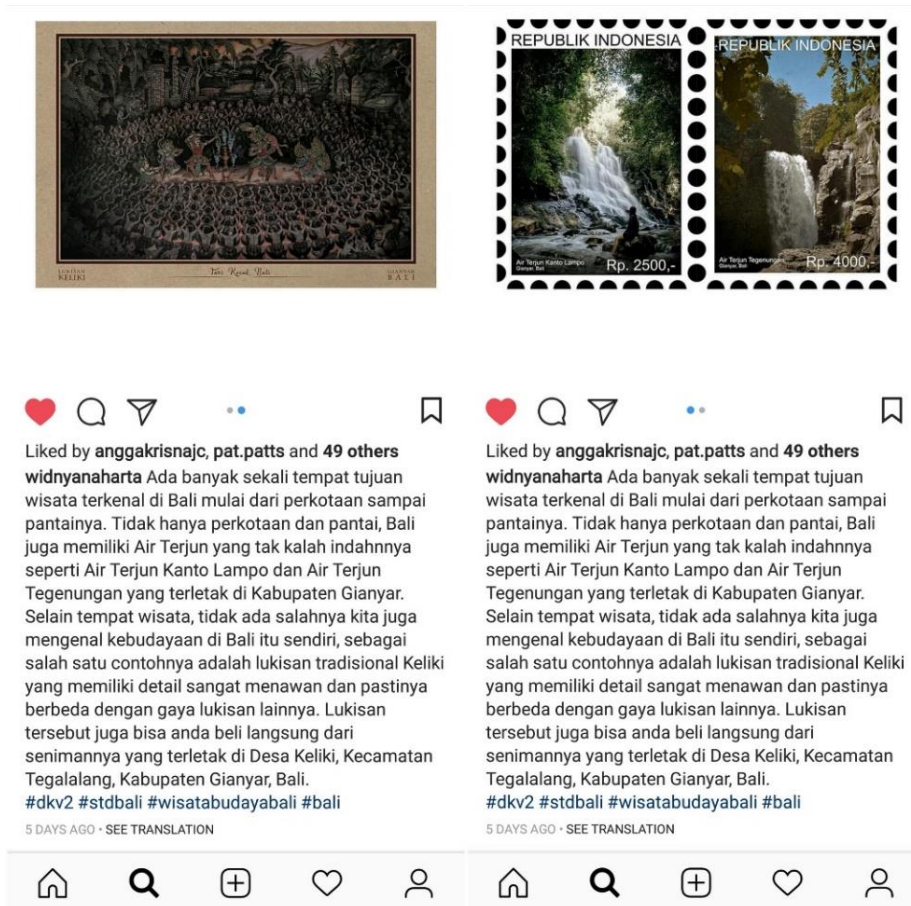 LUKISAN
KELIKI
Tari Kecak, Bali
GIANYAR
BALI
Liked by anggakrisnajc, pat.patts and 49 others
widnyanaharta Ada banyak sekali tempat tujuan
wisata terkenal di Bali mulai dari perkotaan sampai
pantainya. Tidak hanya perkotaan dan pantai, Bali
juga memiliki Air Terjun yang tak kalah indahnnya
seperti Air Terjun Kanto Lampo dan Air Terjun
Tegenungan yang terletak di Kabupaten Gianyar.
Selain tempat wisata, tidak ada salahnya kita juga
mengenal kebudayaan di Bali itu sendiri, sebagai
salah satu contohnya adalah lukisan tradisional Keliki
yang memiliki detail sangat menawan dan pastinya
berbeda dengan gaya lukisan lainnya. Lukisan
tersebut juga bisa anda beli langsung dari
senimannya yang terletak di Desa Keliki, Kecamatan
Tegalalang, Kabupaten Gianyar, Bali.
#dkv2 #stdbali #wisatabudayabali #bali
5 DAYS AGO • SEE TRANSLATION
REPUBLIK INDONESIA
Air Terjun Kanto Lampo
Gianyar, Bali
Rp. 2500,-
REPUBLIK INDONESIA
Air Terjun Tegenungan
Gianyar, Bali
Rp. 4000,-
Liked by anggakrisnajc, pat.patts and 49 others
widnyanaharta Ada banyak sekali tempat tujuan
wisata terkenal di Bali mulai dari perkotaan sampai
pantainya. Tidak hanya perkotaan dan pantai, Bali
juga memiliki Air Terjun yang tak kalah indahnnya
seperti Air Terjun Kanto Lampo dan Air Terjun
Tegenungan yang terletak di Kabupaten Gianyar.
Selain tempat wisata, tidak ada salahnya kita juga
mengenal kebudayaan di Bali itu sendiri, sebagai
salah satu contohnya adalah lukisan tradisional Keliki
yang memiliki detail sangat menawan dan pastinya
berbeda dengan gaya lukisan lainnya. Lukisan
tersebut juga bisa anda beli langsung dari
senimannya yang terletak di Desa Keliki, Kecamatan
Tegalalang, Kabupaten Gianyar, Bali.
#dkv2 #stdbali #wisatabudayabali #bali
5 DAYS AGO • SEE TRANSLATION